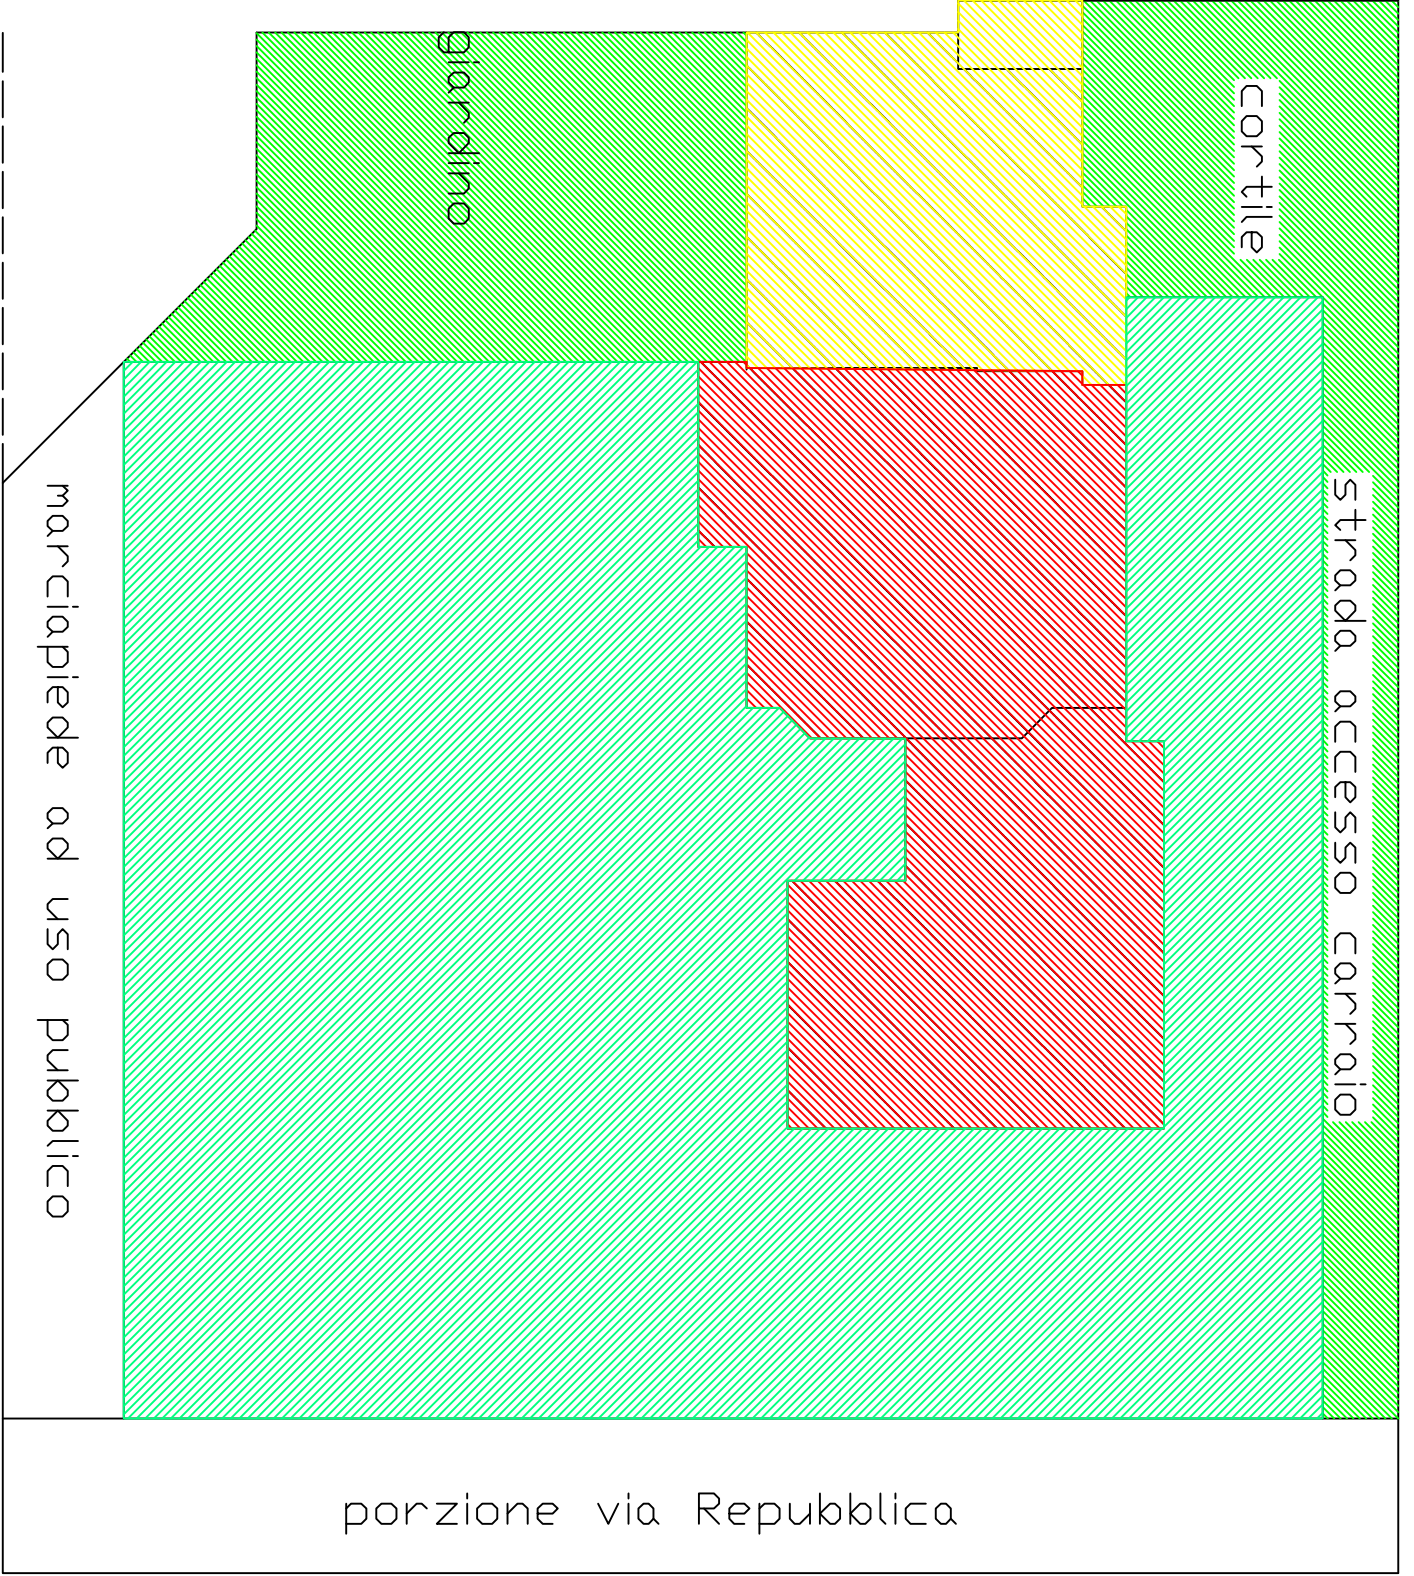 giardino
cortile
strada accesso carraio
marciapiede ad uso pubblico
porzione via Repubblica